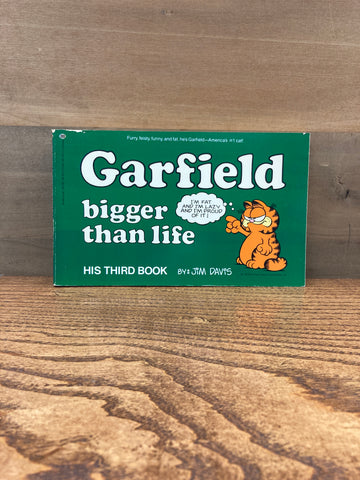 Furry, feisty, funny, and fat, he's Garfield—America's #1 cat!
Garfield
bigger
than life
I'M FAT
AND I'M LAZY
AND I'M PROUD
OF IT!
HIS THIRD BOOK
BY: JIM DAVIS